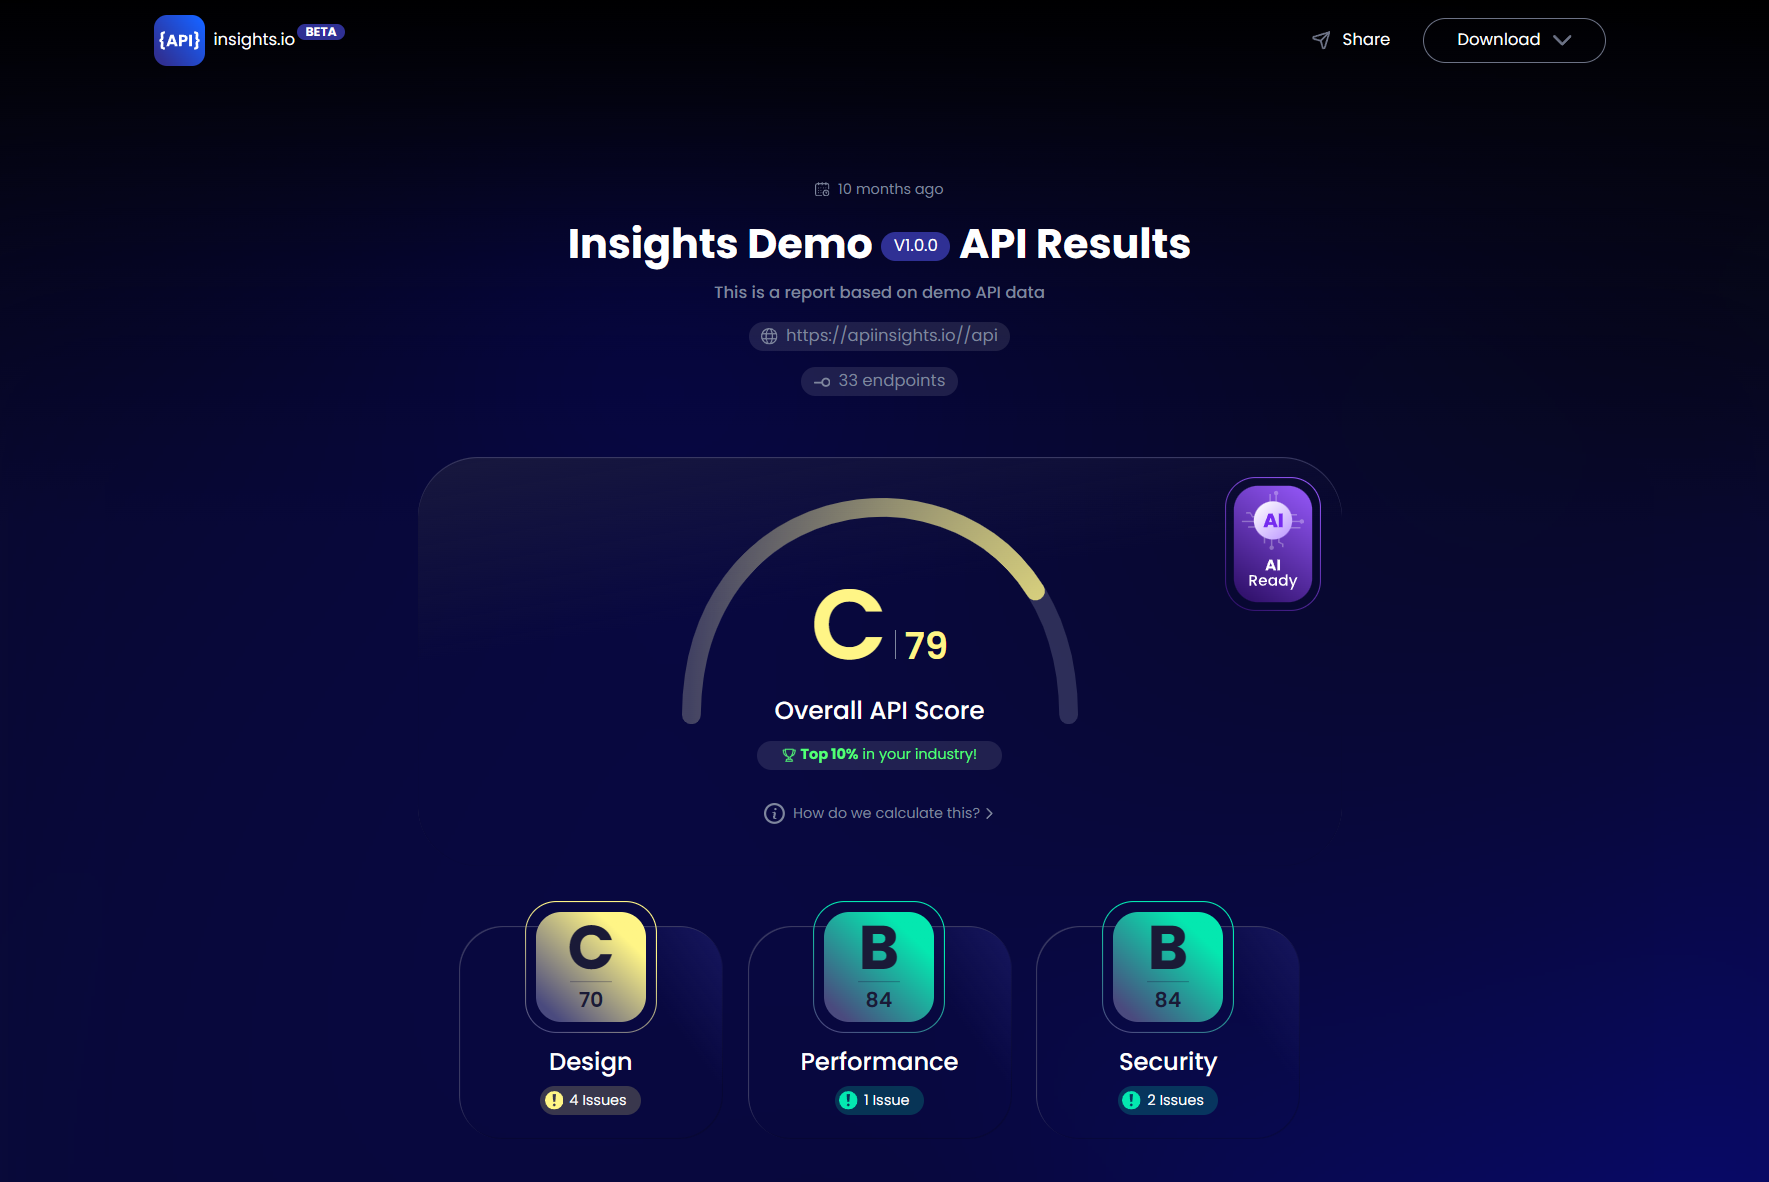 {API} insights.io BETA
Share
Download
10 months ago
Insights Demo V1.0.0 API Results
This is a report based on demo API data
https://apiinsights.io//api
33 endpoints
AI
AI
Ready
C 79
Overall API Score
Top 10% in your industry!
How do we calculate this?
C
70
Design
4 Issues
B
84
Performance
1 Issue
B
84
Security
2 Issues